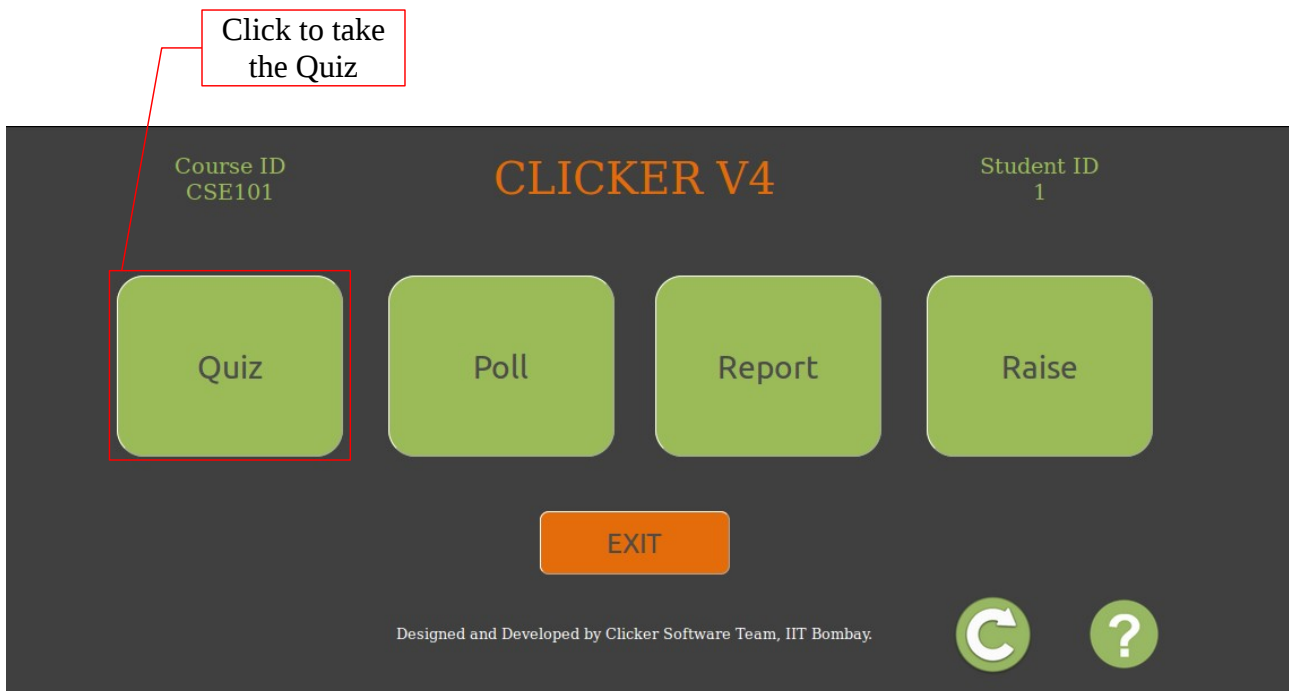 Click to take
the Quiz
Course ID
CSE101
CLICKER V4
Student ID
1
Quiz
Poll
Report
Raise
EXIT
Designed and Developed by Clicker Software Team, IIT Bombay.
?